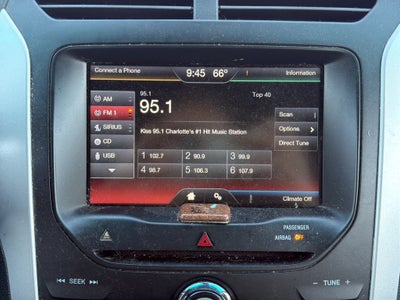 Connect a Phone 9:45 66° Information
AM
FM 1
SIRIUS
CD
USB
95.1
95.1
Top 40
Kiss 95.1 Charlotte's #1 Hit Music Station
1 102.7 2 90.9 3 99.9
4 96.7 5 106.3 6 107.9
Scan
Options
Direct Tune
Climate Off
PASSENGER
AIRBAG OFF
SEEK
- TUNE +